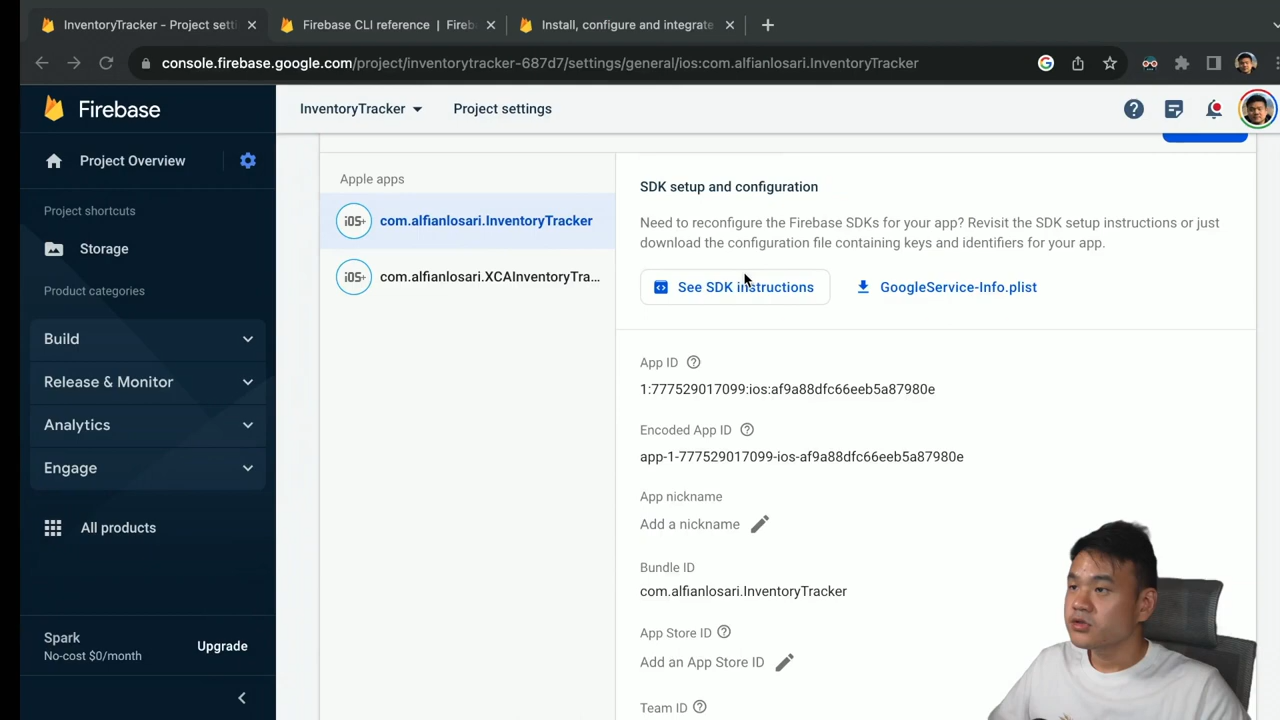 InventoryTracker - Project setti
Firebase CLI reference | Fireb
Install, configure and integrate
console.firebase.google.com/project/inventorytracker-687d7/settings/general/ios:com.alfianlosari.InventoryTracker
Firebase
InventoryTracker
Project settings
Project Overview
Project shortcuts
Storage
Product categories
Build
Release & Monitor
Analytics
Engage
All products
Spark
No-cost $0/month
Upgrade
Apple apps
iOS+
com.alfianlosari.InventoryTracker
iOS+
com.alfianlosari.XCAInventoryTra...
SDK setup and configuration
Need to reconfigure the Firebase SDKs for your app? Revisit the SDK setup instructions or just
download the configuration file containing keys and identifiers for your app.
See SDK instructions
GoogleService-Info.plist
App ID
1:777529017099:ios:af9a88dfc66eeb5a87980e
Encoded App ID
app-1-777529017099-ios-af9a88dfc66eeb5a87980e
App nickname
Add a nickname
Bundle ID
com.alfianlosari.InventoryTracker
App Store ID
Add an App Store ID
Team ID